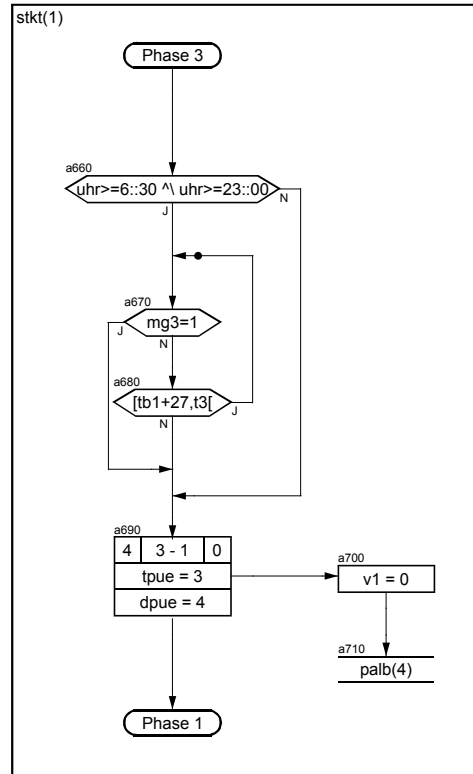 stkt(1)
Phase 3
a660
uhr>=6::30 ^\ uhr>=23::00
N
J
a670
mg3=1
J
N
a680
[tb1+27,t3[
J
N
a690
4 3 - 1 0
tpue = 3
dpue = 4
a700
v1 = 0
a710
palb(4)
Phase 1